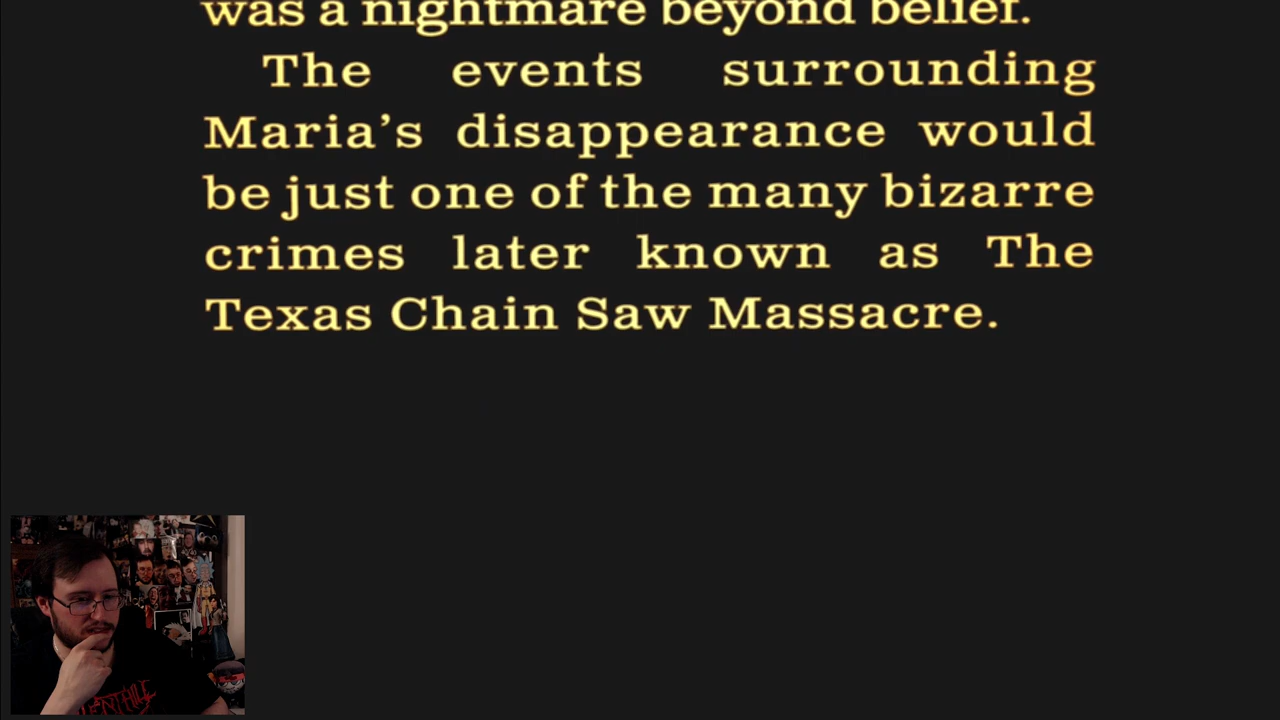 was a nightmare beyond belief.
The events surrounding
Maria’s disappearance would
be just one of the many bizarre
crimes later known as The
Texas Chain Saw Massacre.